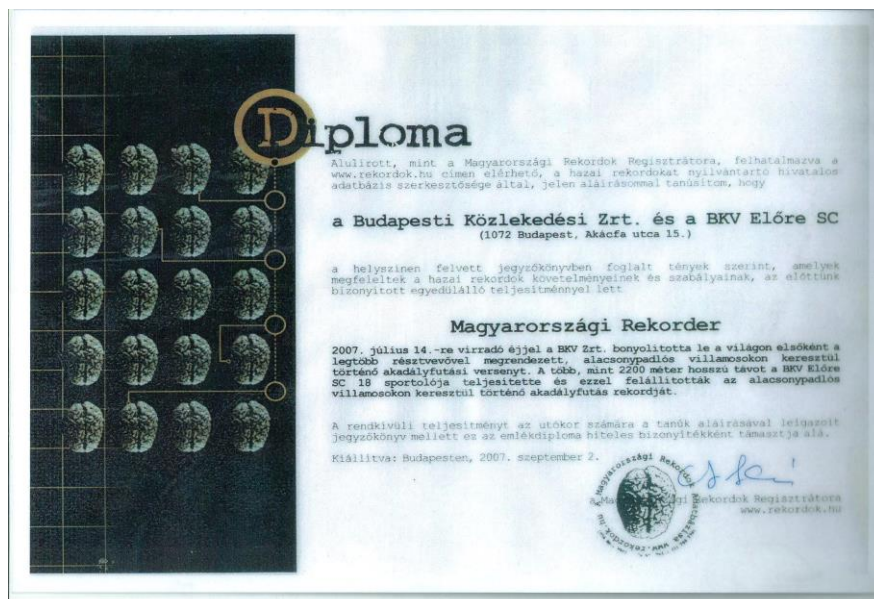 Diploma
Alulírott, mint a Magyarországi Rekordok Regisztrátora, felhatalmazva a
www.rekordok.hu címen elérhető, a hazai rekordokat nyilvántartó hivatalos
adatbázis szerkesztősége által, jelen aláírásommal tanúsítom, hogy
a Budapesti Közlekedési Zrt. és a BKV Előre SC
(1072 Budapest, Akácfa utca 15.)
a helyszínen felvett jegyzőkönyvben foglalt tények szerint, amelyek
megfeleltek a hazai rekordok követelményeinek és szabályainak, az előttünk
bizonyított egyedülálló teljesítménnyel lett
Magyarországi Rekorder
2007. július 14.-re virradó éjjel a BKV Zrt. bonyolította le a világon elsőként a
legtöbb résztvevővel megrendezett, alacsonypadlós villamosokon keresztül
történő akadályfutási versenyt. A több, mint 2200 méter hosszú távot a BKV Előre
SC 18 sportolója teljesítette és ezzel felállították az alacsonypadlós
villamosokon keresztül történő akadályfutás rekordját.
A rendkívüli teljesítményt az utókor számára a tanúk aláírásával leigazolt
jegyzőkönyv mellett ez az emlékdiploma hiteles bizonyítékként támasztja alá.
Kiállítva: Budapesten, 2007. szeptember 2.
A Magyarországi Rekordok Adatbázisa
www.rekordok.hu
Rekordok Regisztrátora
www.rekordok.hu